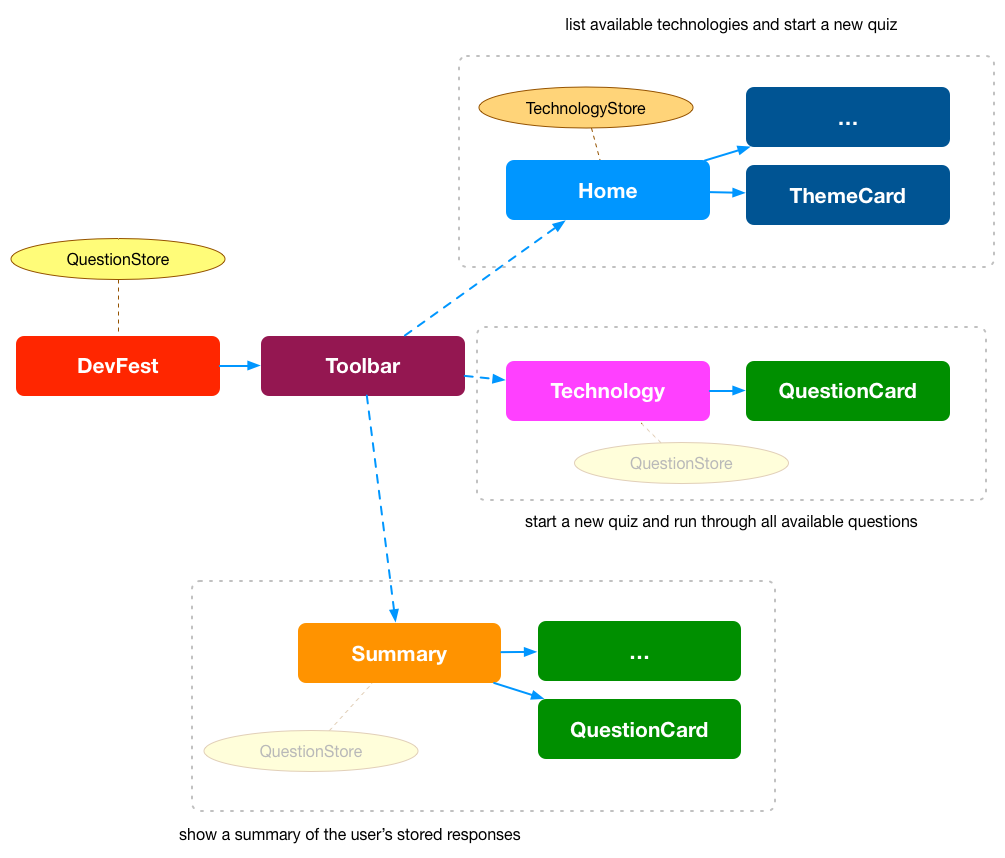 list available technologies and start a new quiz
TechnologyStore
...
Home
ThemeCard
QuestionStore
DevFest
Toolbar
Technology
QuestionCard
QuestionStore
start a new quiz and run through all available questions
Summary
...
QuestionCard
QuestionStore
show a summary of the user’s stored responses